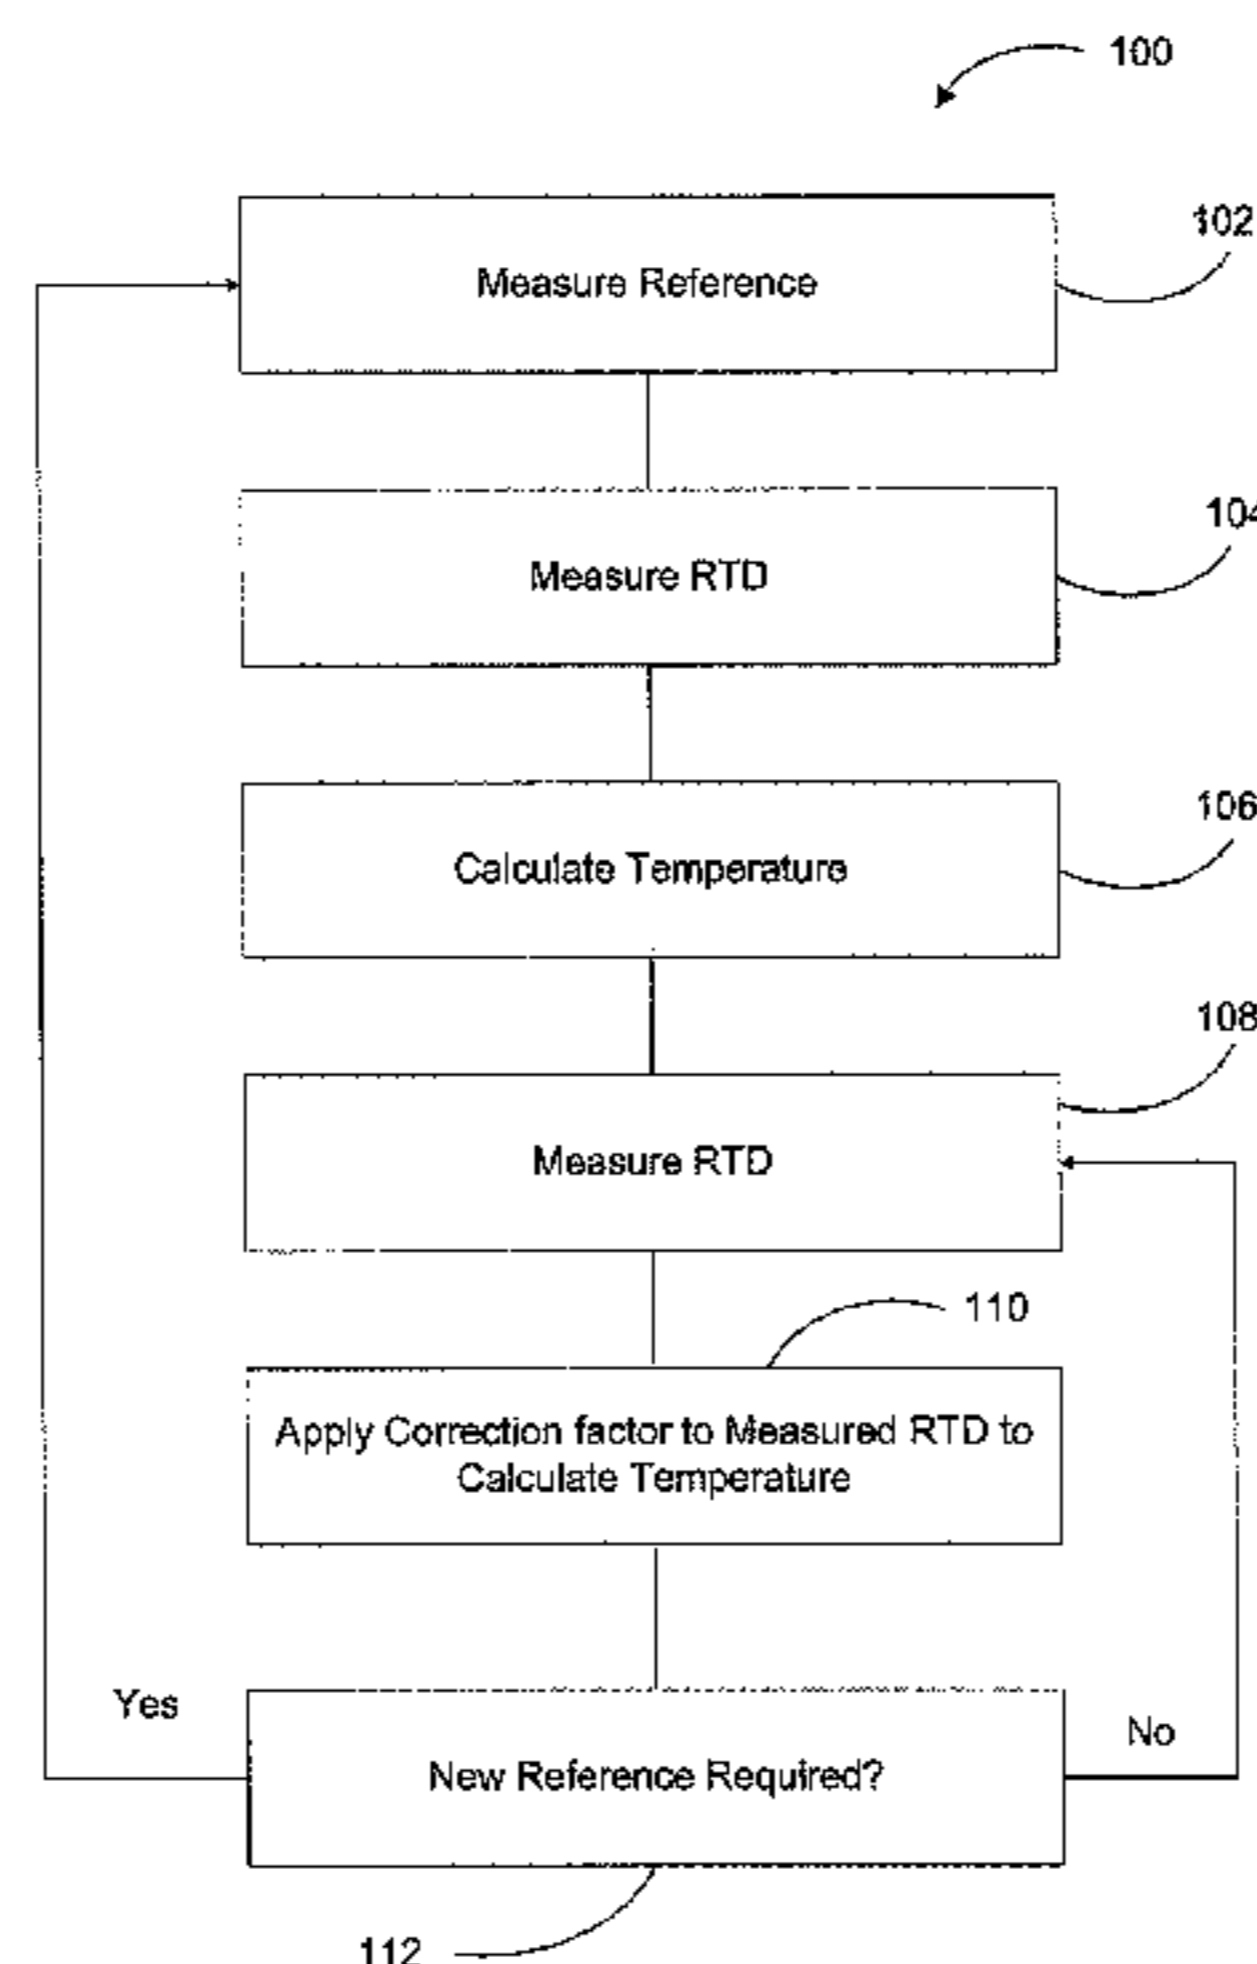 100
Measure Reference
102
Measure RTD
104
Calculate Temperature
106
108
Measure RTD
110
Apply Correction factor to Measured RTD to
Calculate Temperature
Yes
No
New Reference Required?
112